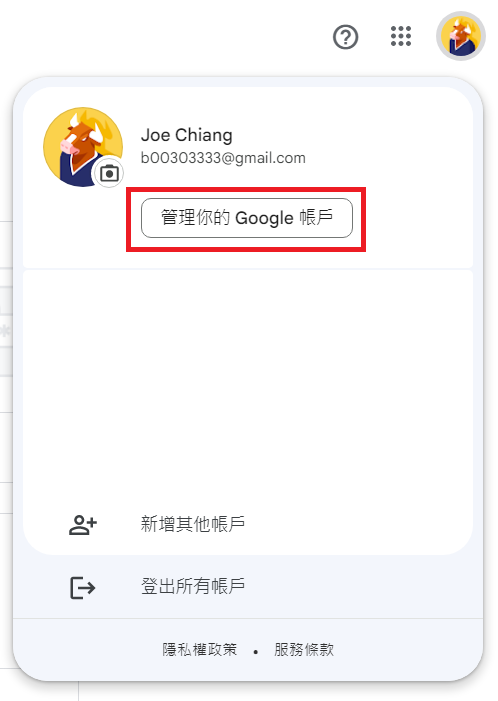 Joe Chiang
b00303333@gmail.com
管理你的 Google 帳戶
新增其他帳戶
登出所有帳戶
隱私權政策 • 服務條款